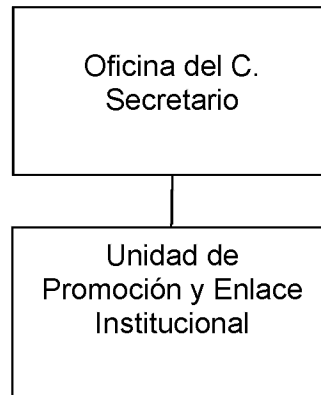 Oficina del C.
Secretario
Unidad de
Promoción y Enlace
Institucional